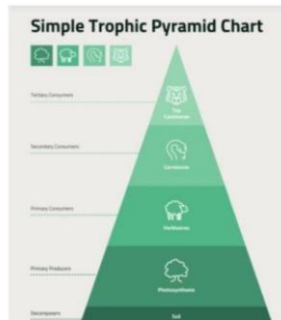 Simple Trophic Pyramid Chart
Tertiary Consumers
Top
Carnivores
Secondary Consumers
Carnivores
Primary Consumers
Herbivores
Primary Producers
Photosynthesis
Decomposers
Soil